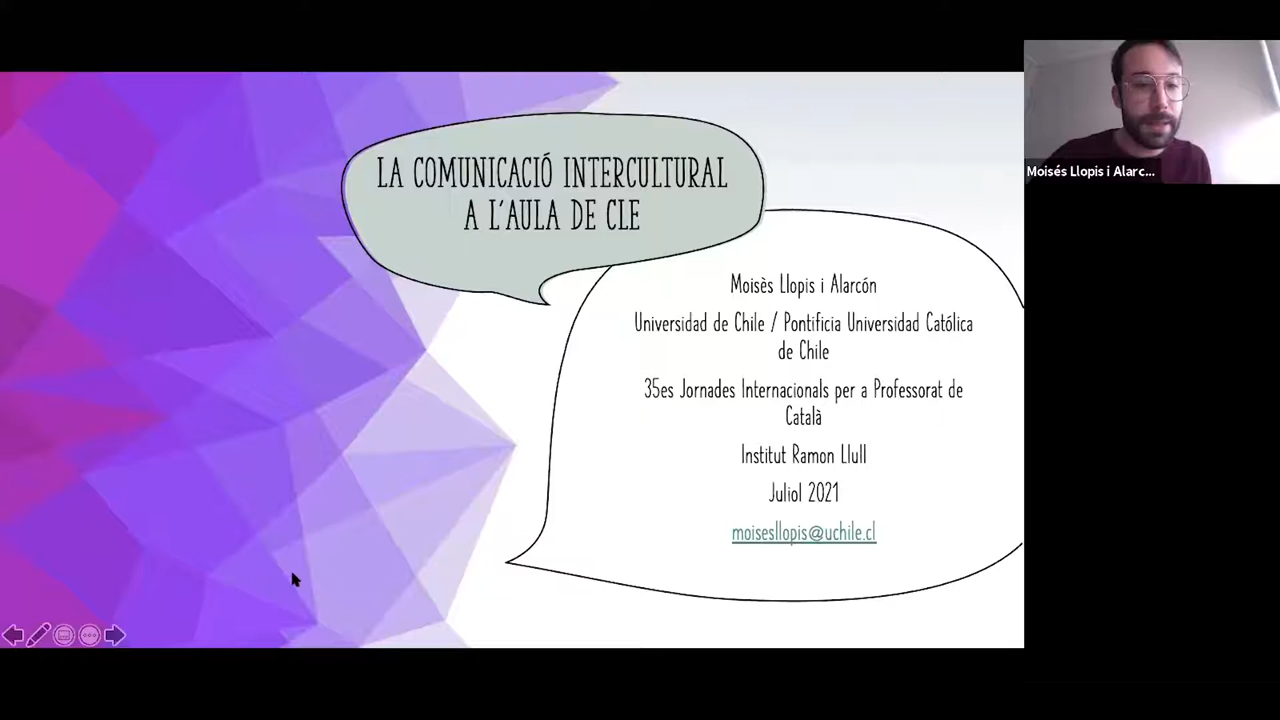 LA COMUNICACIÓ INTERCULTURAL
A L'AULA DE CLE
Moisès Llopis i Alarcón
Universidad de Chile / Pontificia Universidad Católica
de Chile
35es Jornades Internacionals per a Professorat de
Català
Institut Ramon Llull
Juliol 2021
moisesllopis@uchile.cl
Moisés Llopis i Alarc...